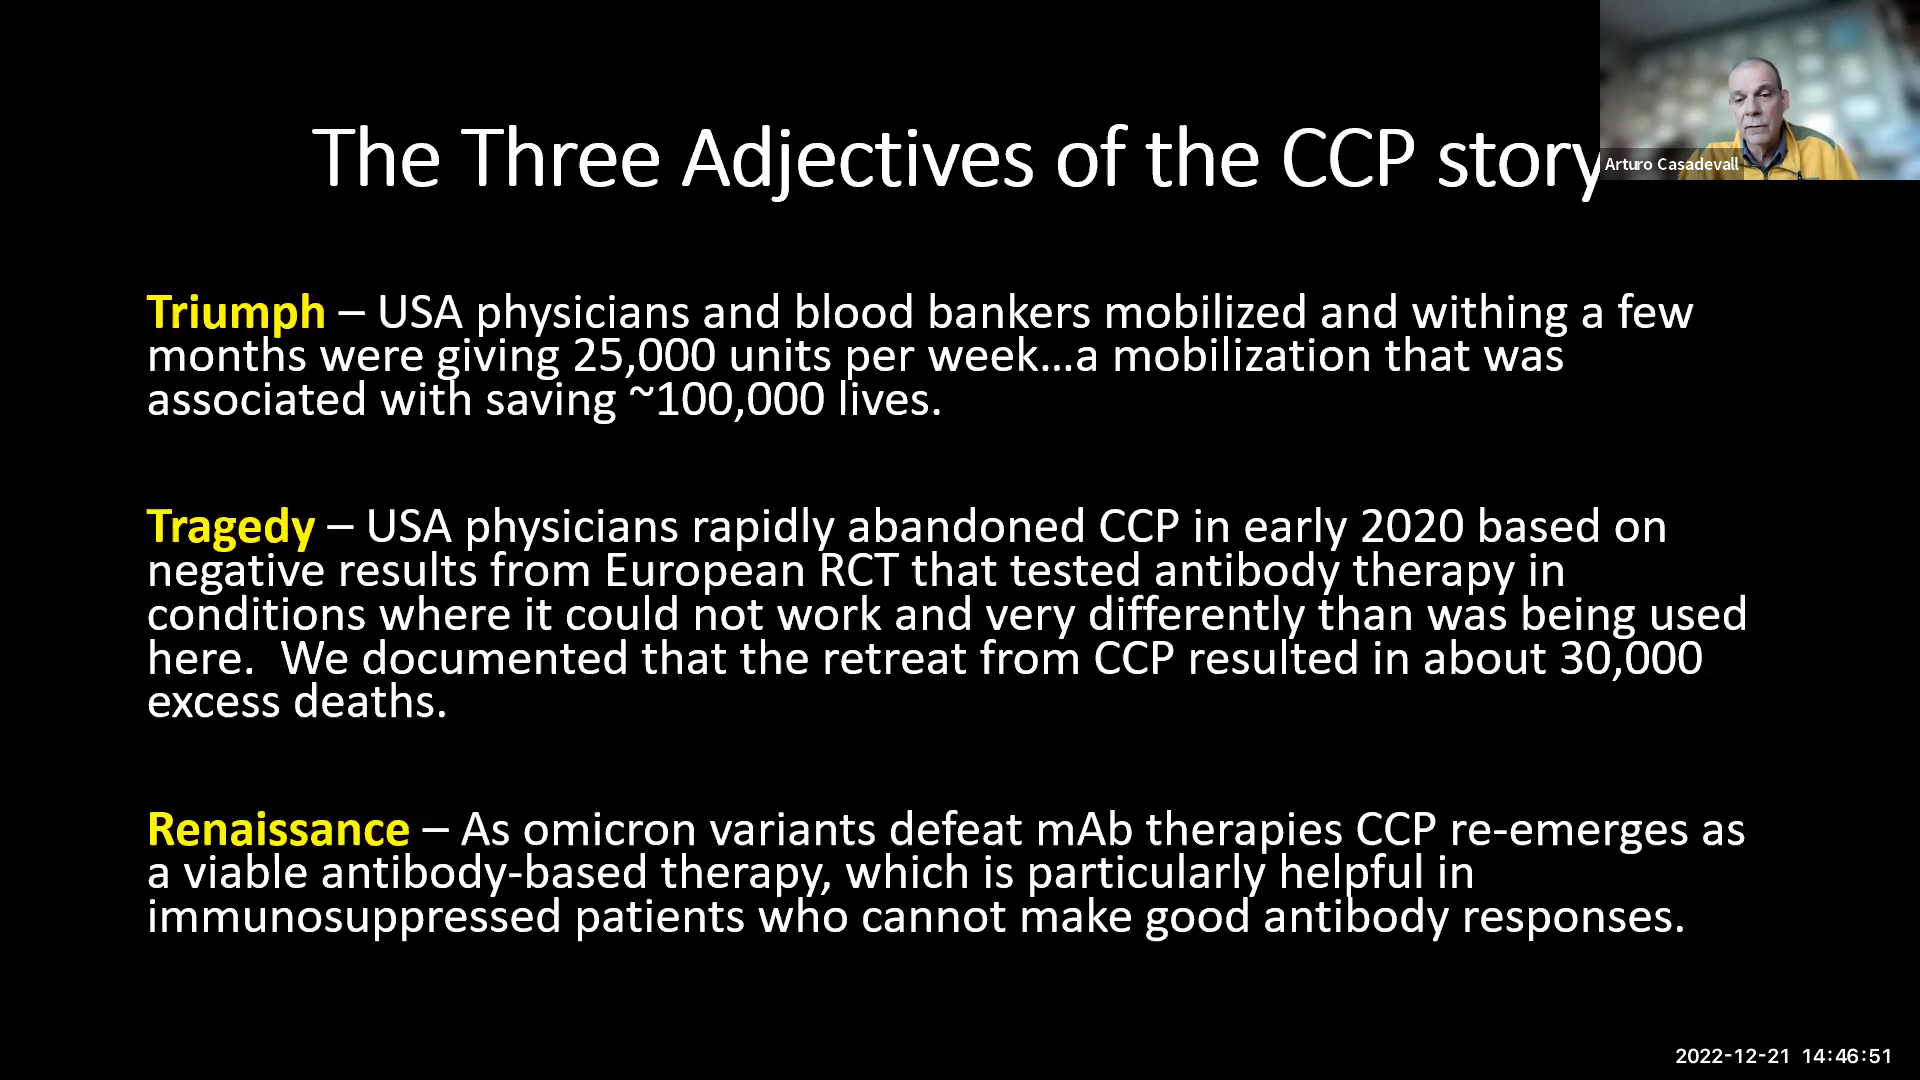 The Three Adjectives of the CCP story
Arturo Casadevall
Triumph – USA physicians and blood bankers mobilized and withing a few
months were giving 25,000 units per week...a mobilization that was
associated with saving ~100,000 lives.
Tragedy – USA physicians rapidly abandoned CCP in early 2020 based on
negative results from European RCT that tested antibody therapy in
conditions where it could not work and very differently than was being used
here.  We documented that the retreat from CCP resulted in about 30,000
excess deaths.
Renaissance – As omicron variants defeat mAb therapies CCP re-emerges as
a viable antibody-based therapy, which is particularly helpful in
immunosuppressed patients who cannot make good antibody responses.
2022-12-21 14:46:51